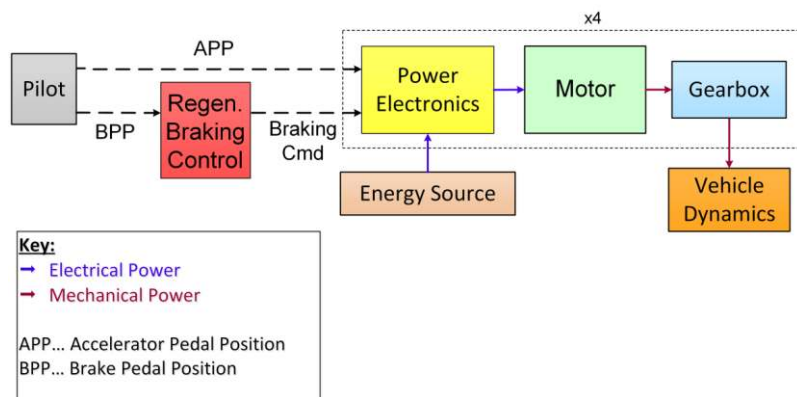 x4
APP
Pilot
BPP
Regen.
Braking
Control
Braking
Cmd
Power
Electronics
Motor
Gearbox
Energy Source
Vehicle
Dynamics
Key:
Electrical Power
Mechanical Power
APP... Accelerator Pedal Position
BPP... Brake Pedal Position